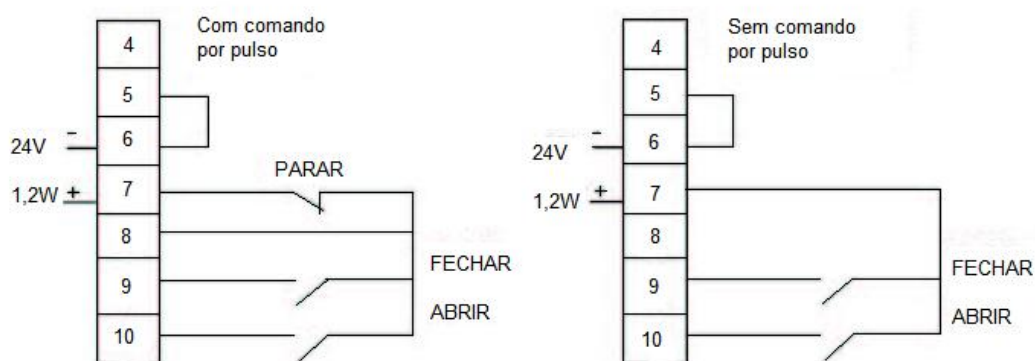 Com comando
por pulso
4
5
6
7
8
9
10
-
24V
1,2W +
PARAR
FECHAR
ABRIR
Sem comando
por pulso
4
5
6
7
8
9
10
-
24V
1,2W +
FECHAR
ABRIR